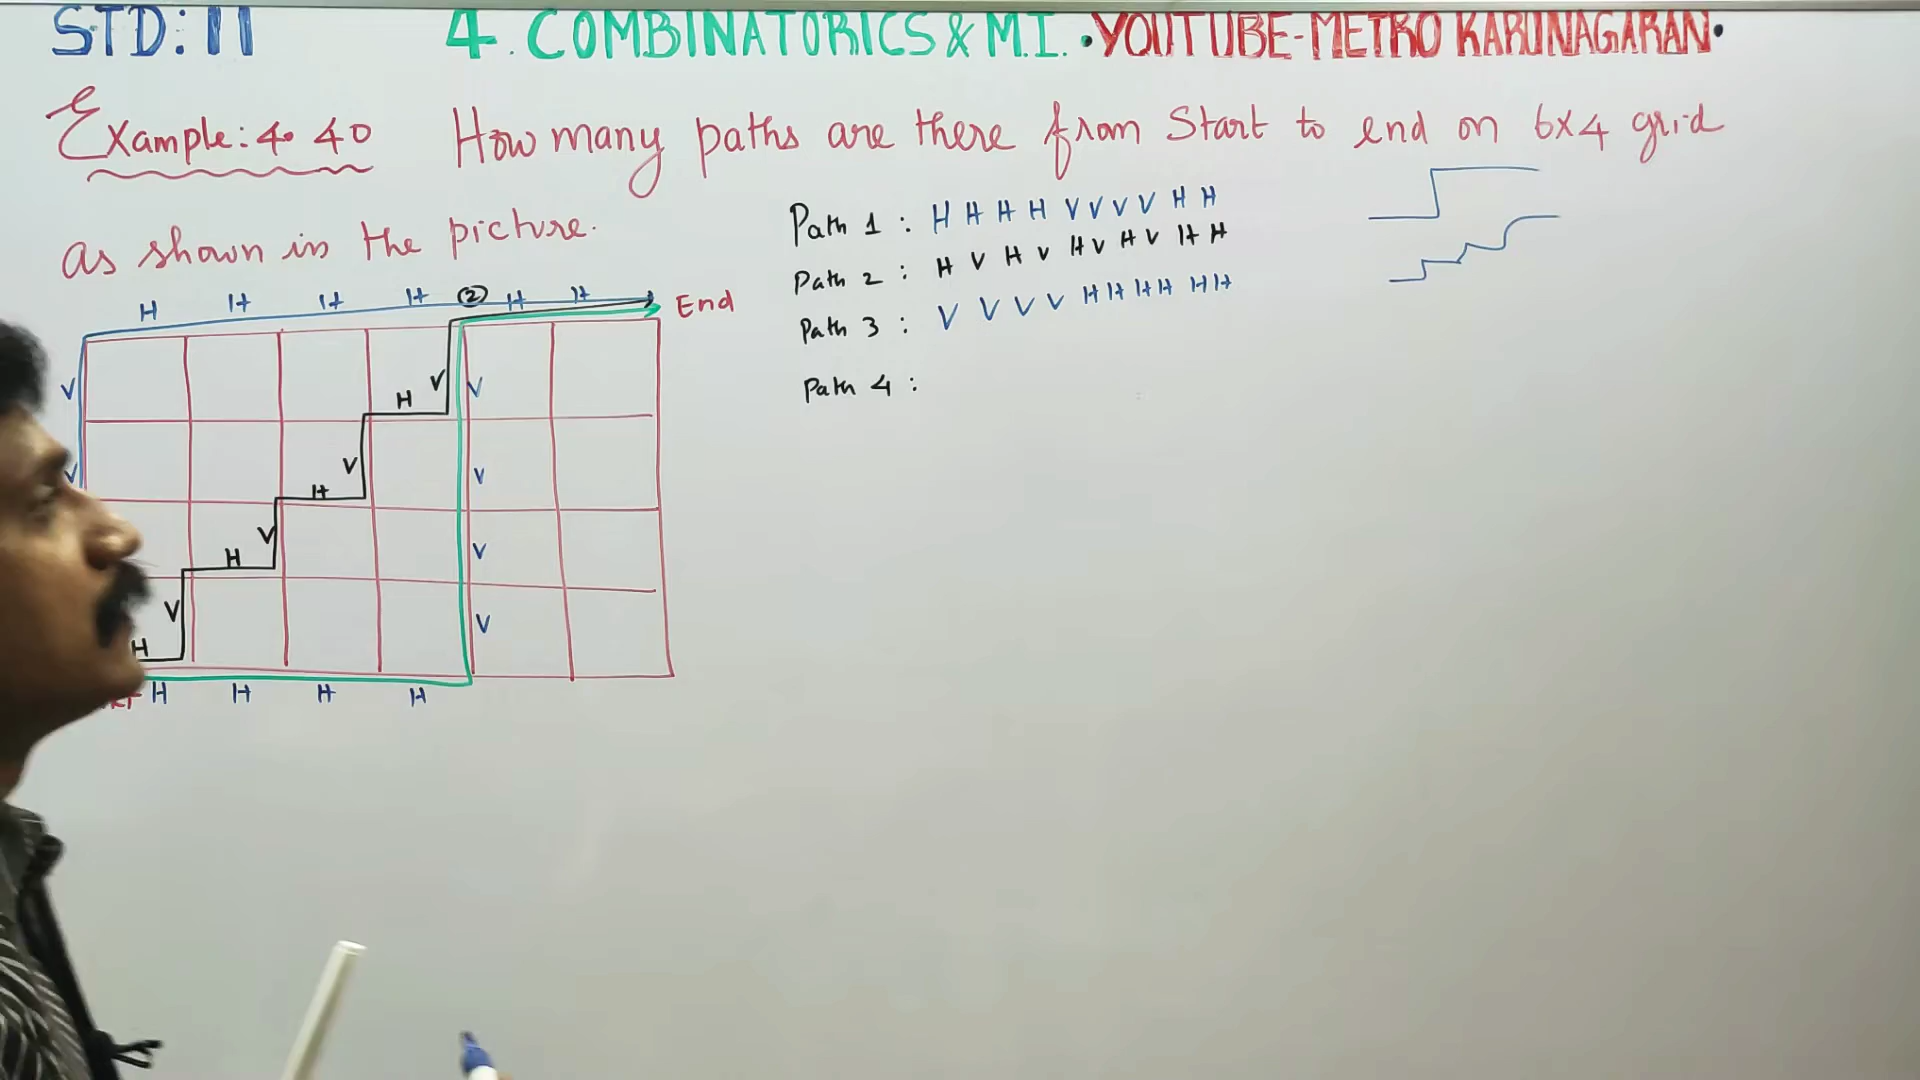 STD: 11 4. COMBINATORICS & M.I. • YOUTUBE-METRO KARUNAGARAN •
Example: 4.40 How many paths are there from Start to end on 6x4 grid
as shown in the picture.
Path 1 : H H H H V V V V H H
Path 2 : H V H V H V H V H H
Path 3 : V V V V H H H H H H
Path 4 :
H H H H ② H H End
V H V V
V H V V
H V V
H V V
H H H H